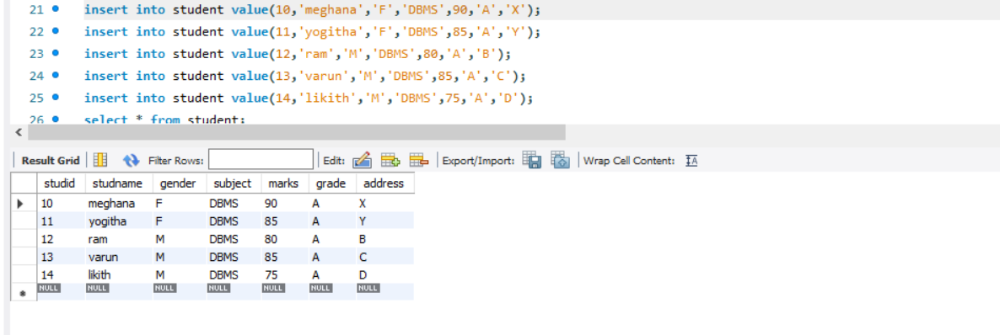 21 insert into student value(10,'meghana','F','DBMS',90,'A','X');
22 insert into student value(11,'yogitha','F','DBMS',85,'A','Y');
23 insert into student value(12,'ram','M','DBMS',80,'A','B');
24 insert into student value(13,'varun','M','DBMS',85,'A','C');
25 insert into student value(14,'likith','M','DBMS',75,'A','D');
26 select * from student;
Result Grid Filter Rows: Edit: Export/Import: Wrap Cell Content: IA
studid studname gender subject marks grade address
10 meghana F DBMS 90 A X
11 yogitha F DBMS 85 A Y
12 ram M DBMS 80 A B
13 varun M DBMS 85 A C
14 likith M DBMS 75 A D
NULL NULL NULL NULL NULL NULL NULL